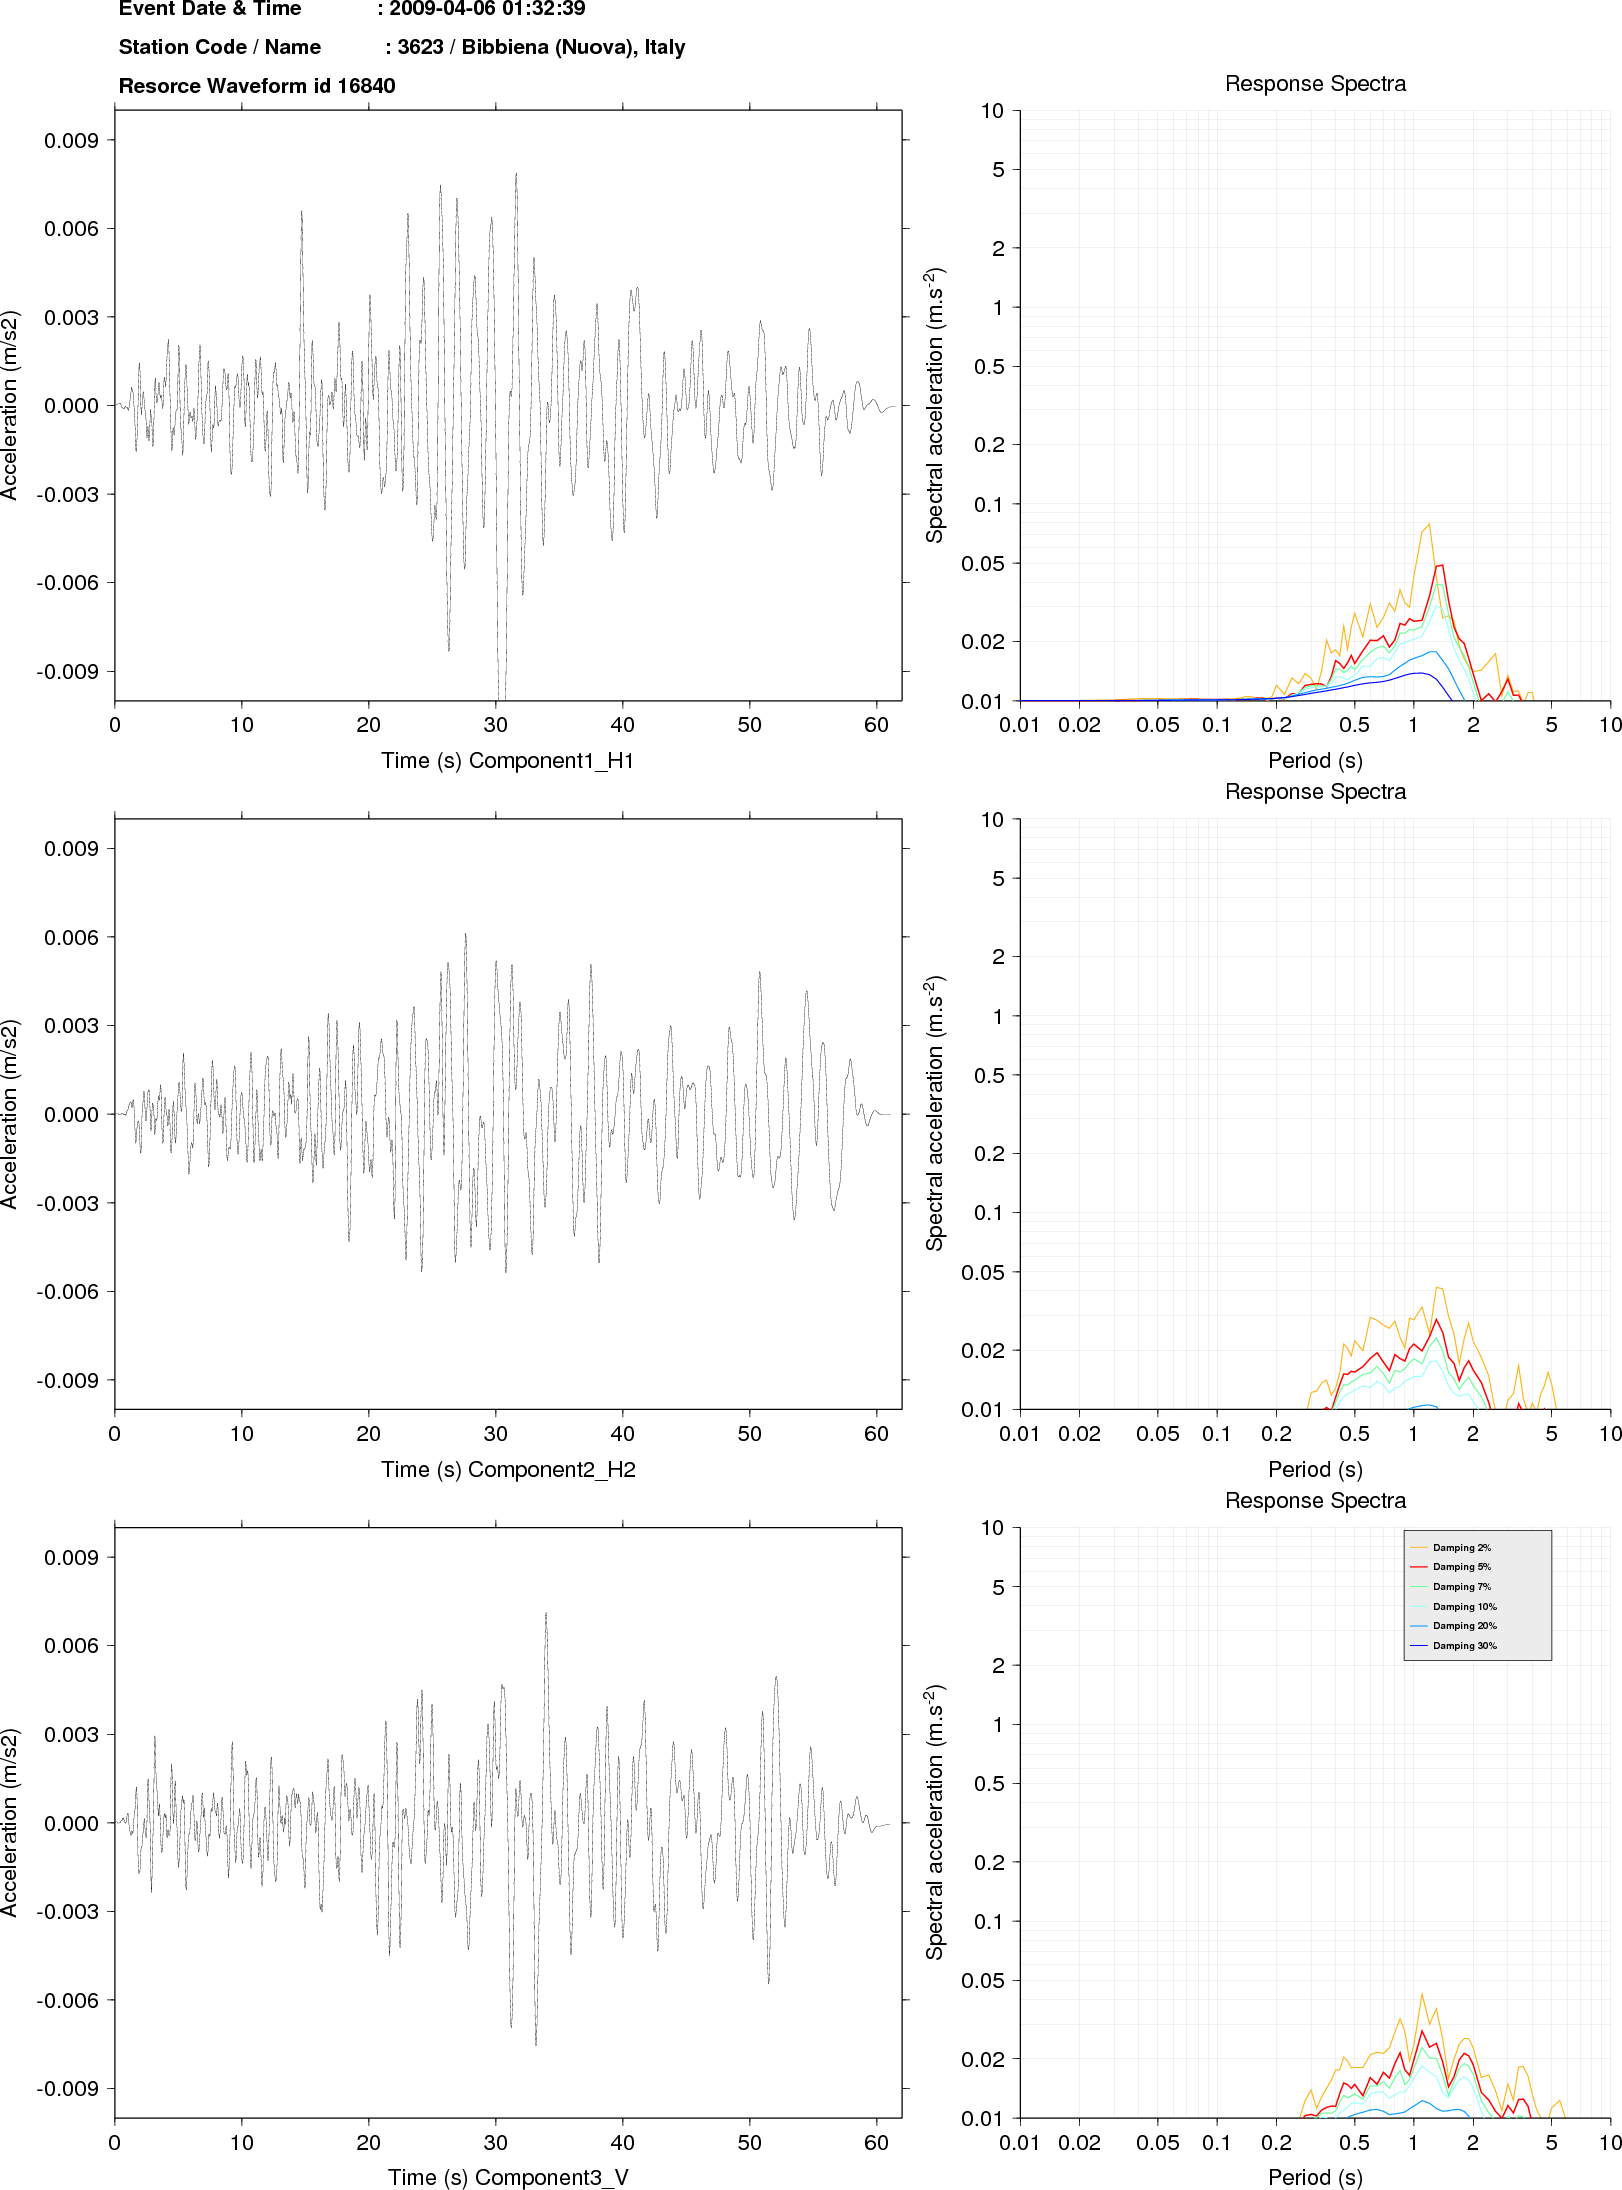 Event Date & Time : 2009-04-06 01:32:39
Station Code / Name : 3623 / Bibbiena (Nuova), Italy
Resorce Waveform id 16840
Acceleration (m/s2)
0.009
0.006
0.003
0.000
-0.003
-0.006
-0.009
0 10 20 30 40 50 60
Time (s) Component1_H1
Response Spectra
Spectral acceleration (m.s-2)
10
5
2
1
0.5
0.2
0.1
0.05
0.02
0.01
0.01 0.02 0.05 0.1 0.2 0.5 1 2 5 10
Period (s)
Acceleration (m/s2)
0.009
0.006
0.003
0.000
-0.003
-0.006
-0.009
0 10 20 30 40 50 60
Time (s) Component2_H2
Response Spectra
Spectral acceleration (m.s-2)
10
5
2
1
0.5
0.2
0.1
0.05
0.02
0.01
0.01 0.02 0.05 0.1 0.2 0.5 1 2 5 10
Period (s)
Acceleration (m/s2)
0.009
0.006
0.003
0.000
-0.003
-0.006
-0.009
0 10 20 30 40 50 60
Time (s) Component3_V
Response Spectra
Spectral acceleration (m.s-2)
10
5
2
1
0.5
0.2
0.1
0.05
0.02
0.01
0.01 0.02 0.05 0.1 0.2 0.5 1 2 5 10
Period (s)
Damping 2%
Damping 5%
Damping 7%
Damping 10%
Damping 20%
Damping 30%